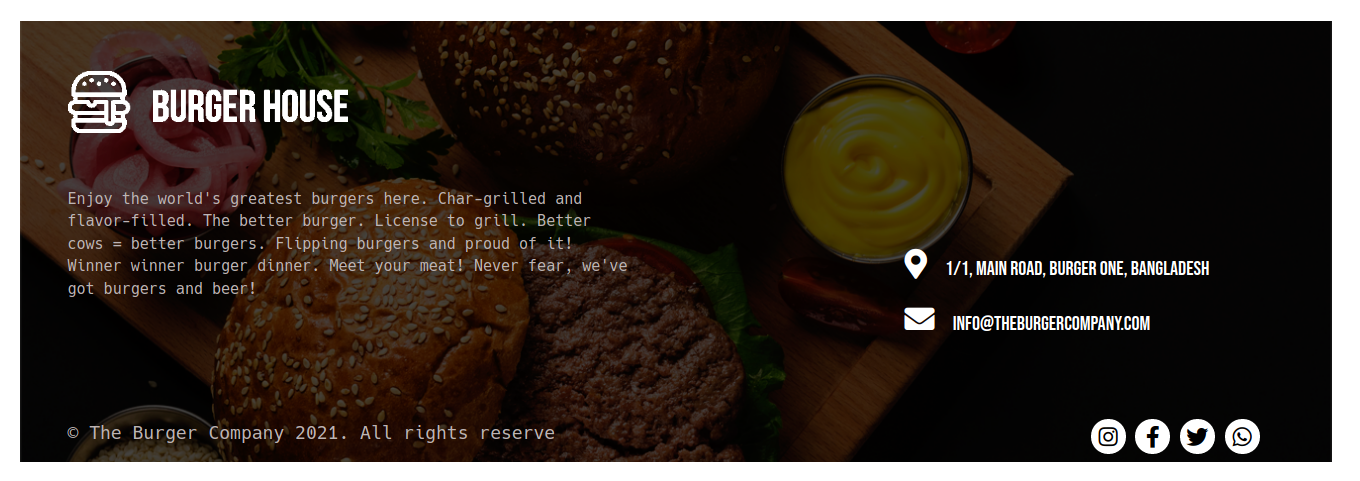 BURGER HOUSE
Enjoy the world's greatest burgers here. Char-grilled and
flavor-filled. The better burger. License to grill. Better
cows = better burgers. Flipping burgers and proud of it!
Winner winner burger dinner. Meet your meat! Never fear, we've
got burgers and beer!
1/1, MAIN ROAD, BURGER ONE, BANGLADESH
INFO@THEBURGERCOMPANY.COM
© The Burger Company 2021. All rights reserve